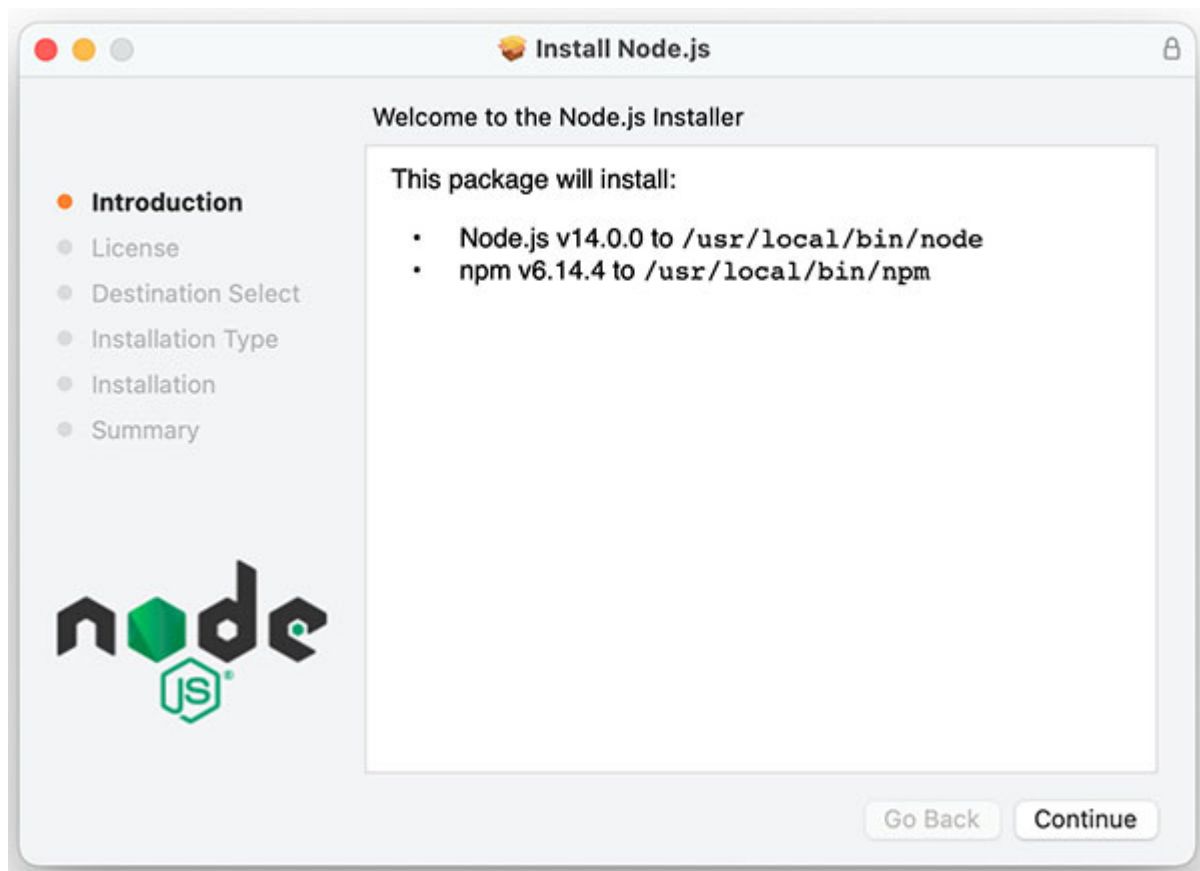 Install Node.js
Welcome to the Node.js Installer
Introduction
License
Destination Select
Installation Type
Installation
Summary
This package will install:
• Node.js v14.0.0 to /usr/local/bin/node
• npm v6.14.4 to /usr/local/bin/npm
node
JS®
Go Back
Continue